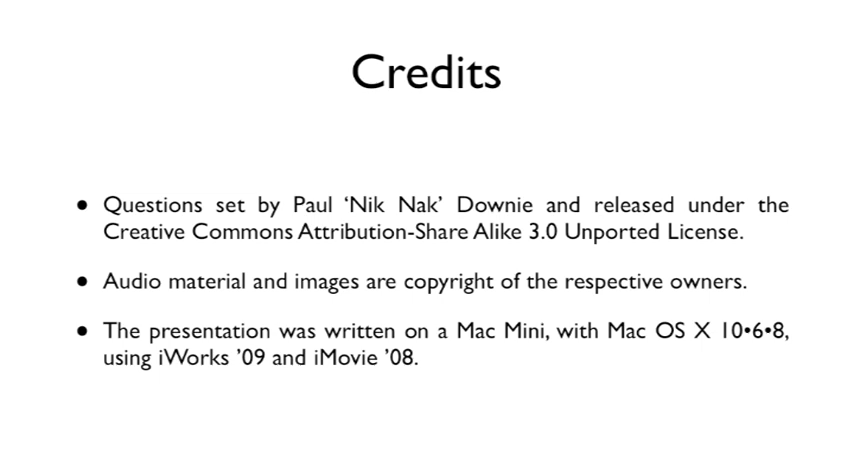 Credits
• Questions set by Paul ‘Nik Nak’ Downie and released under the
Creative Commons Attribution-Share Alike 3.0 Unported License.
• Audio material and images are copyright of the respective owners.
• The presentation was written on a Mac Mini, with Mac OS X 10•6•8,
using iWorks ’09 and iMovie ’08.